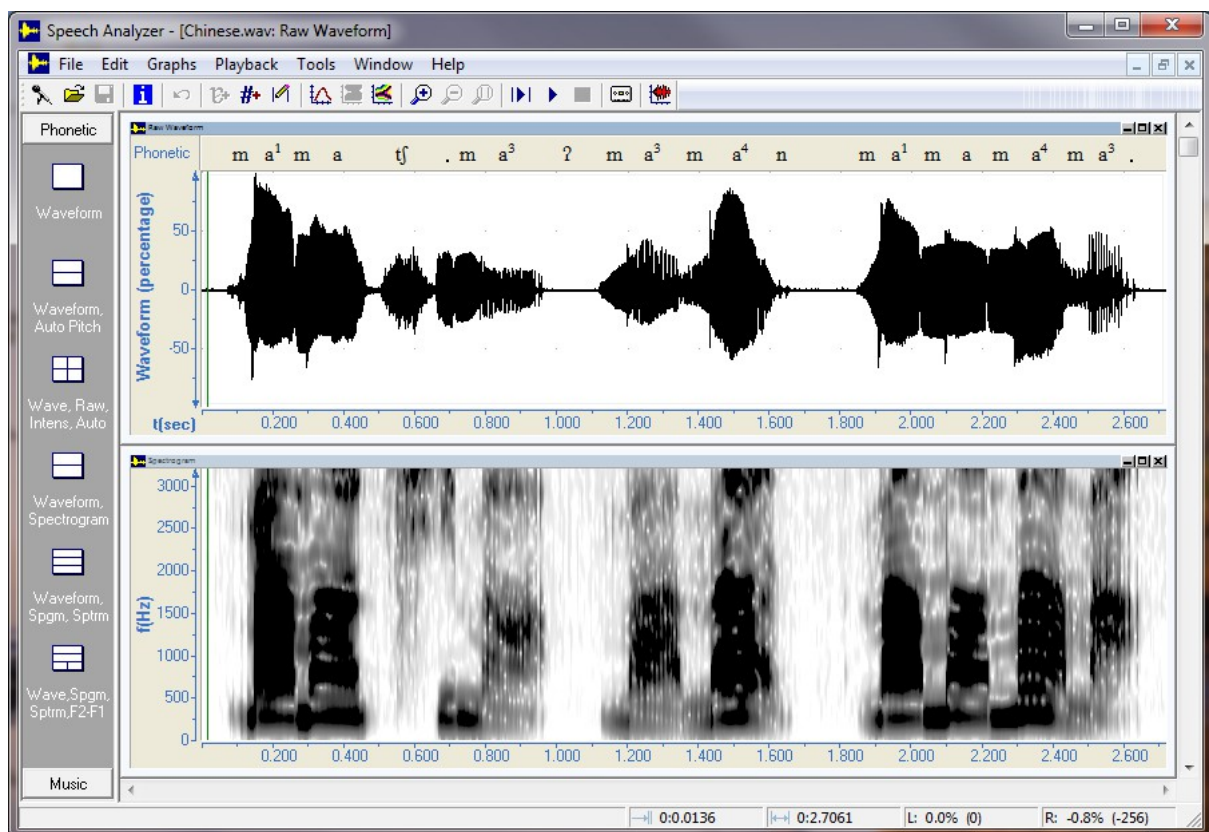 Speech Analyzer - [Chinese.wav: Raw Waveform]
File Edit Graphs Playback Tools Window Help
Phonetic
Waveform
Waveform,
Auto Pitch
Wave, Raw,
Intens, Auto
Waveform,
Spectrogram
Waveform,
Spgm, Sptrm
Wave,Spgm,
Sptrm,F2-F1
Music
Raw Waveform
Phonetic m a¹ m a tʃ . m a³ ʔ m a³ m a⁴ n m a¹ m a m a⁴ m a³ .
Waveform (percentage)
50
0
-50
t(sec) 0.200 0.400 0.600 0.800 1.000 1.200 1.400 1.600 1.800 2.000 2.200 2.400 2.600
Spectrogram
f(Hz)
3000
2500
2000
1500
1000
500
0
0.200 0.400 0.600 0.800 1.000 1.200 1.400 1.600 1.800 2.000 2.200 2.400 2.600
0:0.0136 0:2.7061 L: 0.0% (0) R: -0.8% (-256)